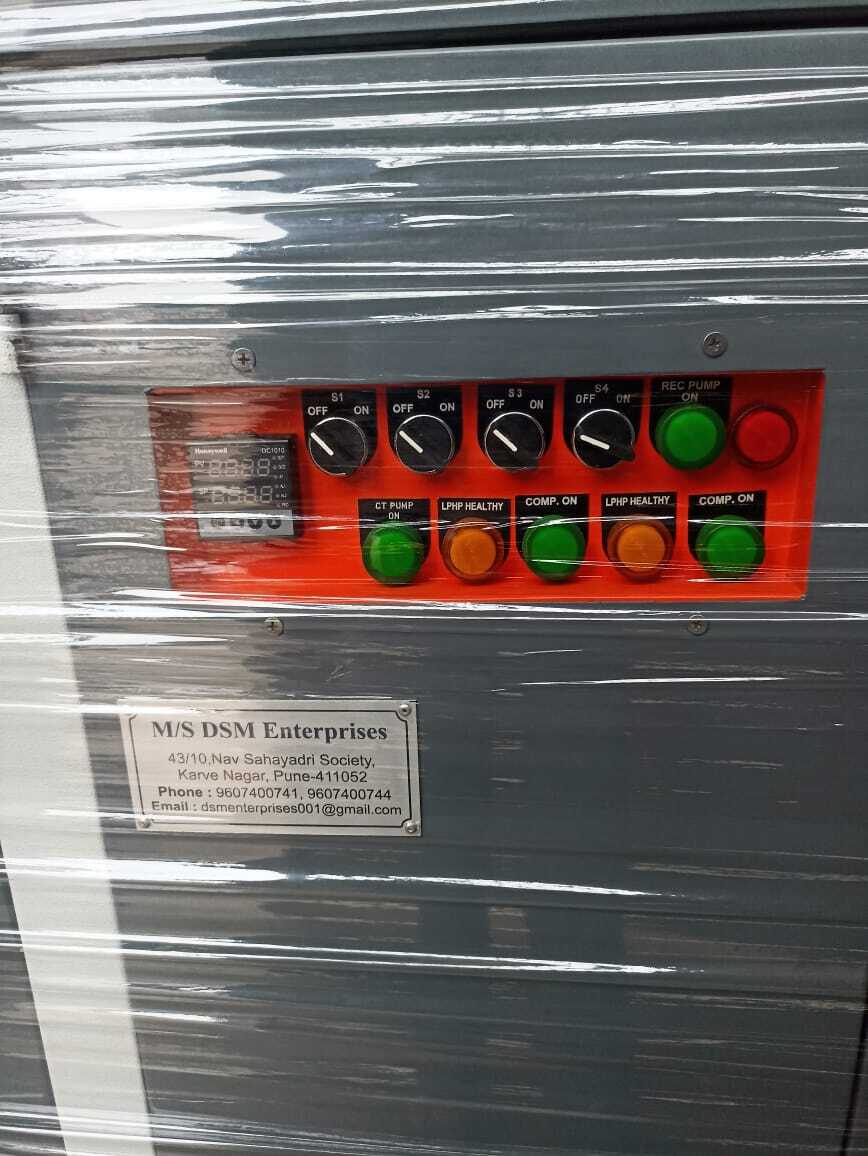 S1
OFF ON
S2
OFF ON
S3
OFF ON
S4
OFF ON
REC PUMP
ON
Honeywell DC1010
CT PUMP
ON
LPHP HEALTHY
COMP. ON
LPHP HEALTHY
COMP. ON
M/S DSM Enterprises
43/10,Nav Sahayadri Society,
Karve Nagar, Pune-411052
Phone : 9607400741, 9607400744
Email : dsmenterprises001@gmail.com